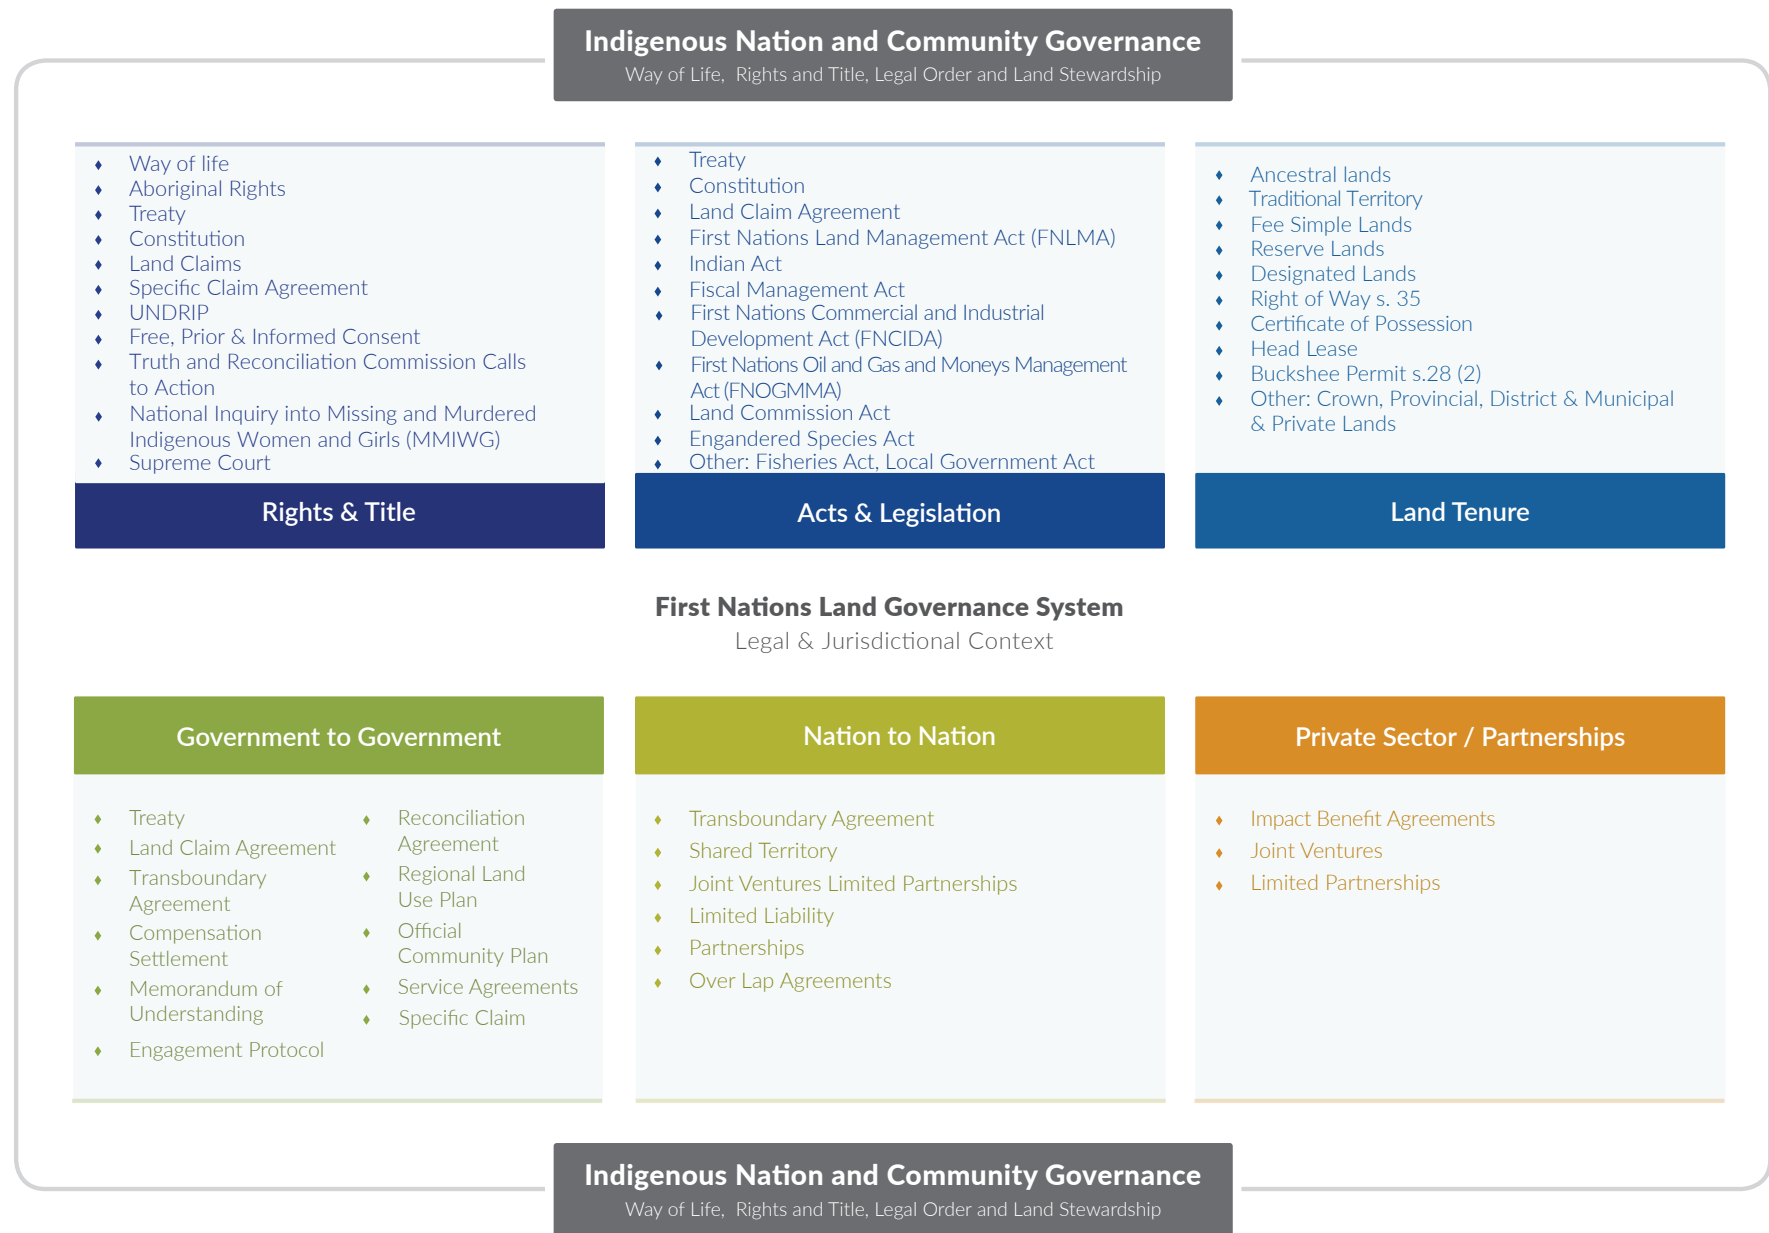 Indigenous Nation and Community Governance
Way of Life, Rights and Title, Legal Order and Land Stewardship
♦ Way of life
♦ Aboriginal Rights
♦ Treaty
♦ Constitution
♦ Land Claims
♦ Specific Claim Agreement
♦ UNDRIP
♦ Free, Prior & Informed Consent
♦ Truth and Reconciliation Commission Calls
to Action
♦ National Inquiry into Missing and Murdered
Indigenous Women and Girls (MMIWG)
♦ Supreme Court
Rights & Title
♦ Treaty
♦ Constitution
♦ Land Claim Agreement
♦ First Nations Land Management Act (FNLMA)
♦ Indian Act
♦ Fiscal Management Act
♦ First Nations Commercial and Industrial
Development Act (FNCIDA)
♦ First Nations Oil and Gas and Moneys Management
Act (FNOGMMA)
♦ Land Commission Act
♦ Engandered Species Act
♦ Other: Fisheries Act, Local Government Act
Acts & Legislation
♦ Ancestral lands
♦ Traditional Territory
♦ Fee Simple Lands
♦ Reserve Lands
♦ Designated Lands
♦ Right of Way s. 35
♦ Certificate of Possession
♦ Head Lease
♦ Buckshee Permit s.28 (2)
♦ Other: Crown, Provincial, District & Municipal
& Private Lands
Land Tenure
First Nations Land Governance System
Legal & Jurisdictional Context
Government to Government
♦ Treaty
♦ Land Claim Agreement
♦ Transboundary
Agreement
♦ Compensation
Settlement
♦ Memorandum of
Understanding
♦ Engagement Protocol
♦ Reconciliation
Agreement
♦ Regional Land
Use Plan
♦ Official
Community Plan
♦ Service Agreements
♦ Specific Claim
Nation to Nation
♦ Transboundary Agreement
♦ Shared Territory
♦ Joint Ventures Limited Partnerships
♦ Limited Liability
♦ Partnerships
♦ Over Lap Agreements
Private Sector / Partnerships
♦ Impact Benefit Agreements
♦ Joint Ventures
♦ Limited Partnerships
Indigenous Nation and Community Governance
Way of Life, Rights and Title, Legal Order and Land Stewardship